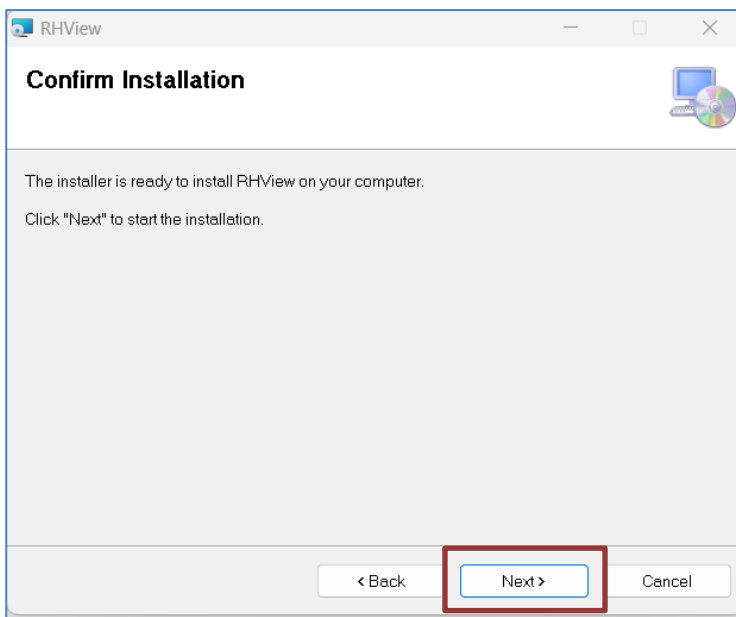 RHView
Confirm Installation
The installer is ready to install RHView on your computer.
Click "Next" to start the installation.
< Back
Next >
Cancel